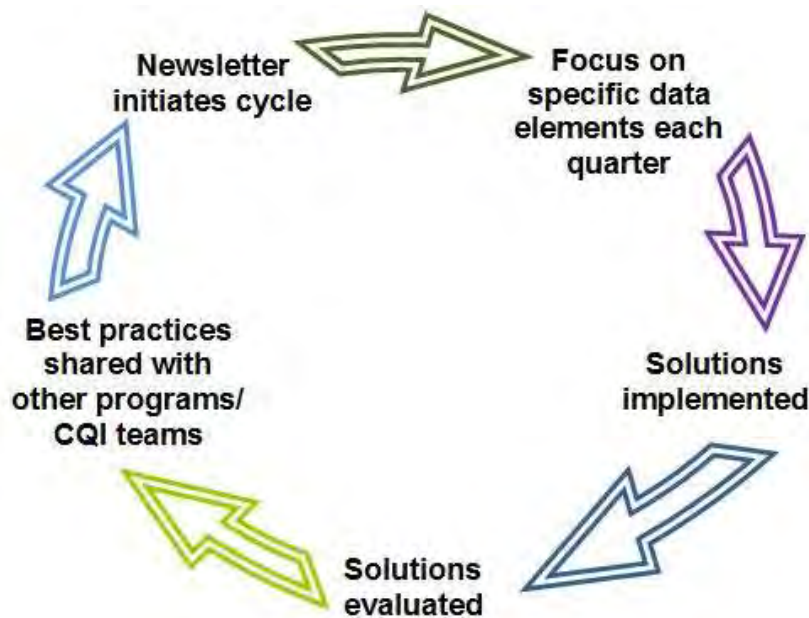 Newsletter
initiates cycle
Focus on
specific data
elements each
quarter
Solutions
implemented
Solutions
evaluated
Best practices
shared with
other programs/
CQI teams